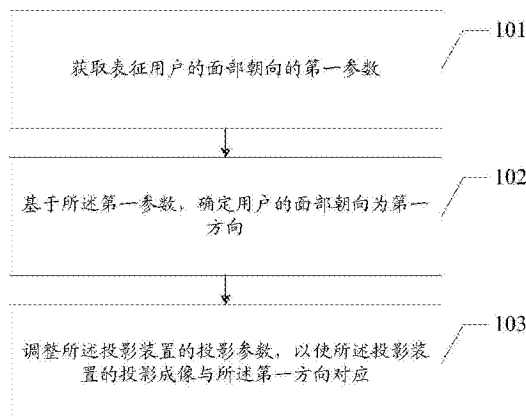 101
获取表征用户的面部朝向的第一参数
102
基于所述第一参数，确定用户的面部朝向为第一
方向
103
调整所述投影装置的投影参数，以使所述投影装
置的投影成像与所述第一方向对应